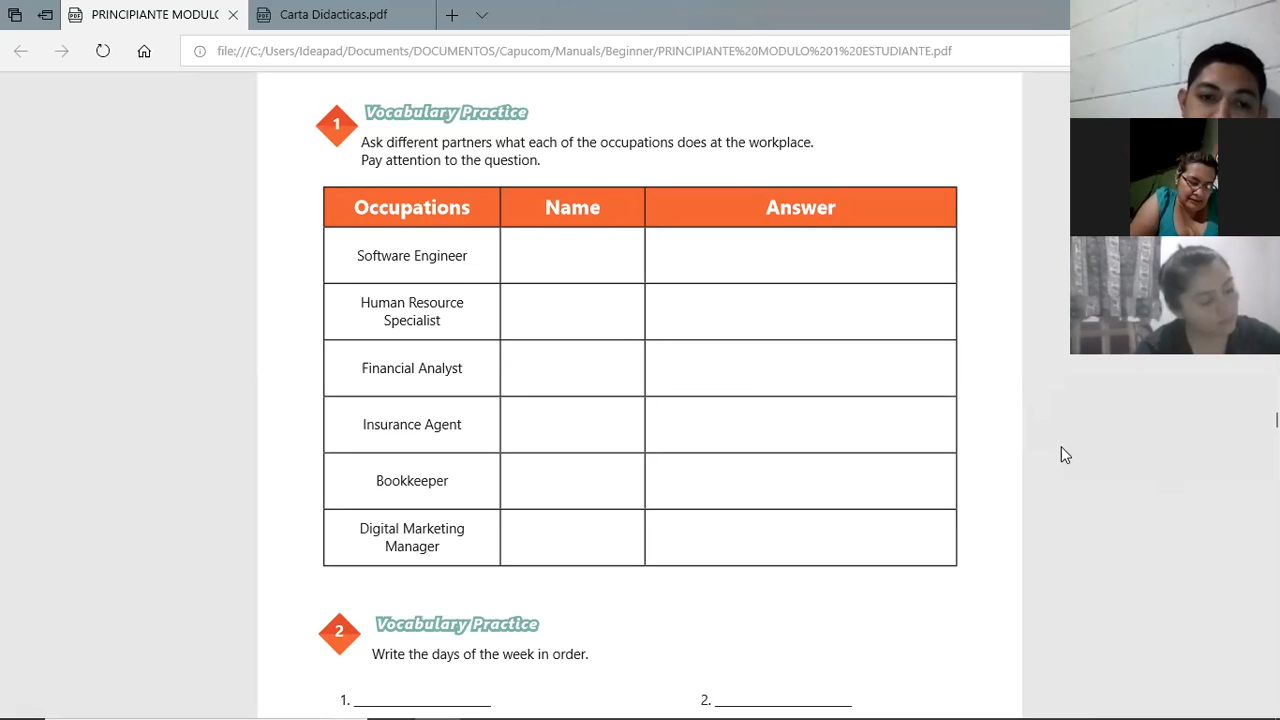 PRINCIPIANTE MODULO
Carta Didacticas.pdf
file:///C:/Users/Ideapad/Documents/DOCUMENTOS/Capucom/Manuals/Beginner/PRINCIPIANTE%20MODULO%201%20ESTUDIANTE.pdf
1
Vocabulary Practice
Ask different partners what each of the occupations does at the workplace.
Pay attention to the question.
Occupations Name Answer
Software Engineer
Human Resource
Specialist
Financial Analyst
Insurance Agent
Bookkeeper
Digital Marketing
Manager
2
Vocabulary Practice
Write the days of the week in order.
1. 2.